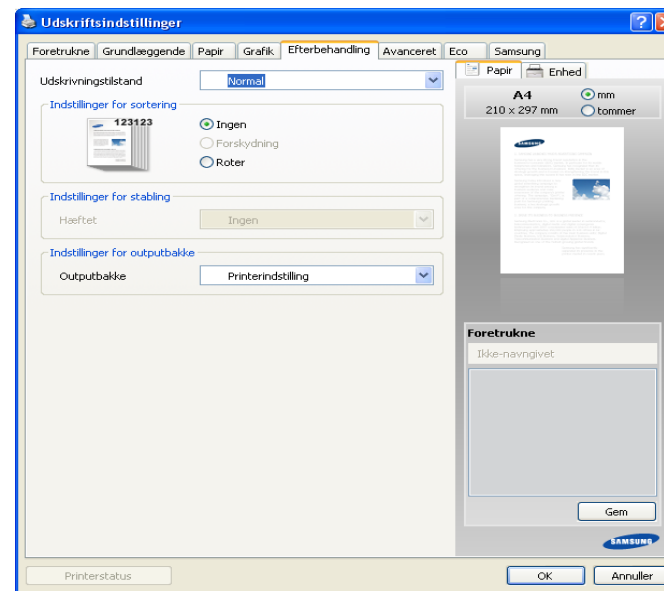 Udskriftsindstillinger
Foretrukne Grundlæggende Papir Grafik Efterbehandling Avanceret Eco Samsung
Udskrivningstilstand Normal
Indstillinger for sortering
123123
Ingen
Forskydning
Roter
Indstillinger for stabling
Hæftet Ingen
Indstillinger for outputbakke
Outputbakke Printerindstilling
Papir Enhed
A4
210 x 297 mm
mm
tommer
SAMSUNG
Foretrukne
Ikke-navngivet
Gem
SAMSUNG
Printerstatus OK Annuller